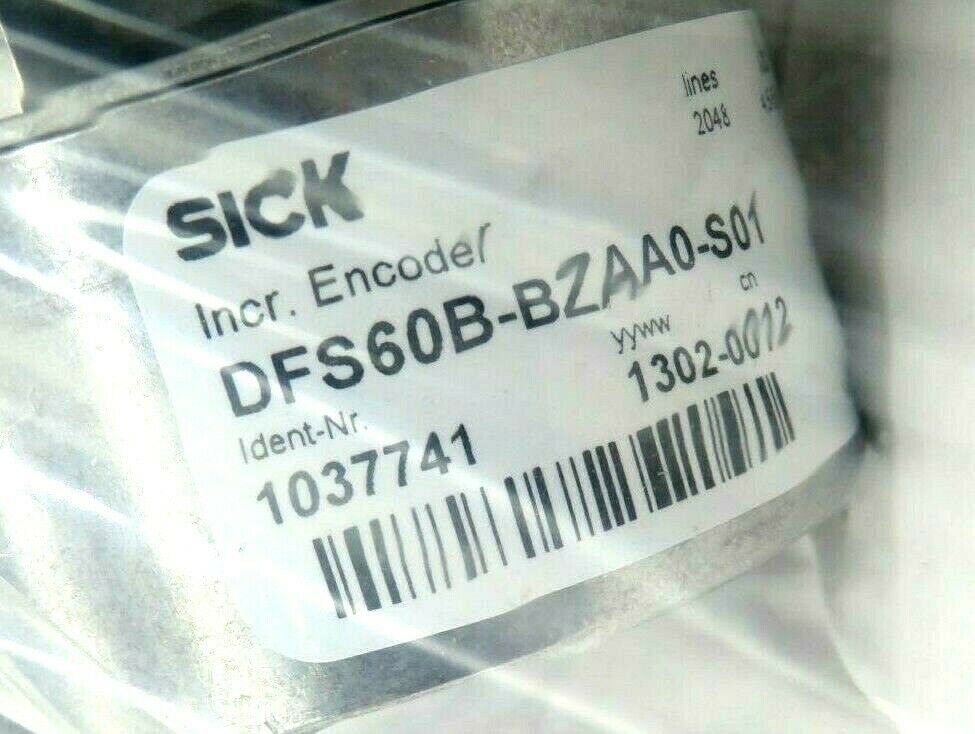 lines
2048
SICK
Incr. Encoder
DFS60B-BZAA0-S01
yyww cn
Ident-Nr. 1302-0012
1037741